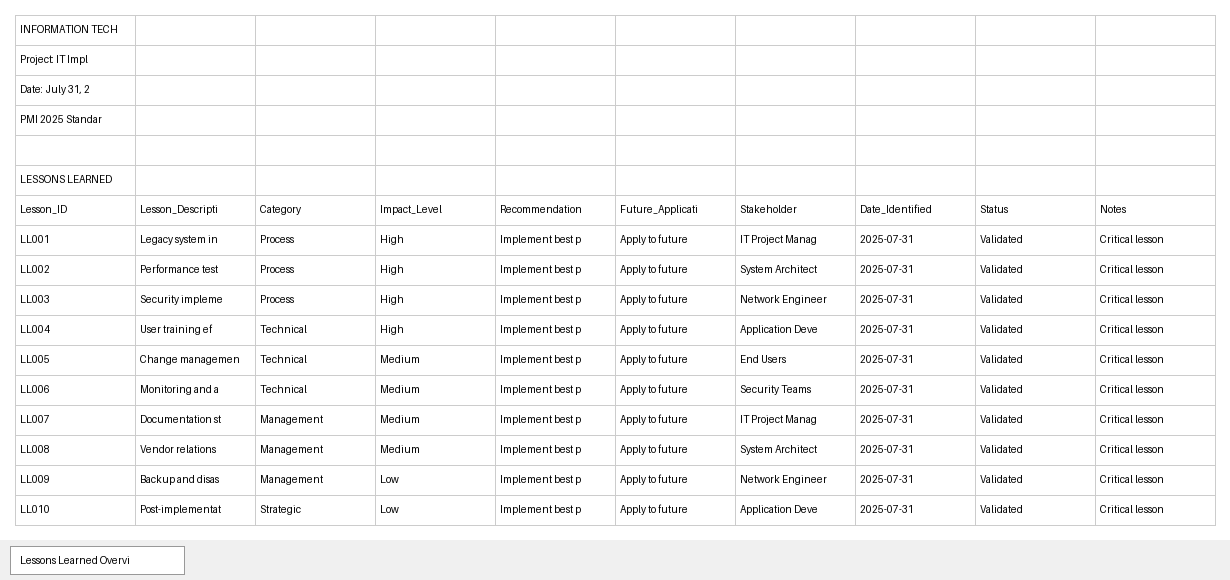 INFORMATION TECH
Project: IT Impl
Date: July 31, 2
PMI 2025 Standar
LESSONS LEARNED
Lesson_ID Lesson_Descripti Category Impact_Level Recommendation Future_Applicati Stakeholder Date_Identified Status Notes
LL001 Legacy system in Process High Implement best p Apply to future IT Project Manag 2025-07-31 Validated Critical lesson
LL002 Performance test Process High Implement best p Apply to future System Architect 2025-07-31 Validated Critical lesson
LL003 Security impleme Process High Implement best p Apply to future Network Engineer 2025-07-31 Validated Critical lesson
LL004 User training ef Technical High Implement best p Apply to future Application Deve 2025-07-31 Validated Critical lesson
LL005 Change managemen Technical Medium Implement best p Apply to future End Users 2025-07-31 Validated Critical lesson
LL006 Monitoring and a Technical Medium Implement best p Apply to future Security Teams 2025-07-31 Validated Critical lesson
LL007 Documentation st Management Medium Implement best p Apply to future IT Project Manag 2025-07-31 Validated Critical lesson
LL008 Vendor relations Management Medium Implement best p Apply to future System Architect 2025-07-31 Validated Critical lesson
LL009 Backup and disas Management Low Implement best p Apply to future Network Engineer 2025-07-31 Validated Critical lesson
LL010 Post-implementat Strategic Low Implement best p Apply to future Application Deve 2025-07-31 Validated Critical lesson
Lessons Learned Overvi